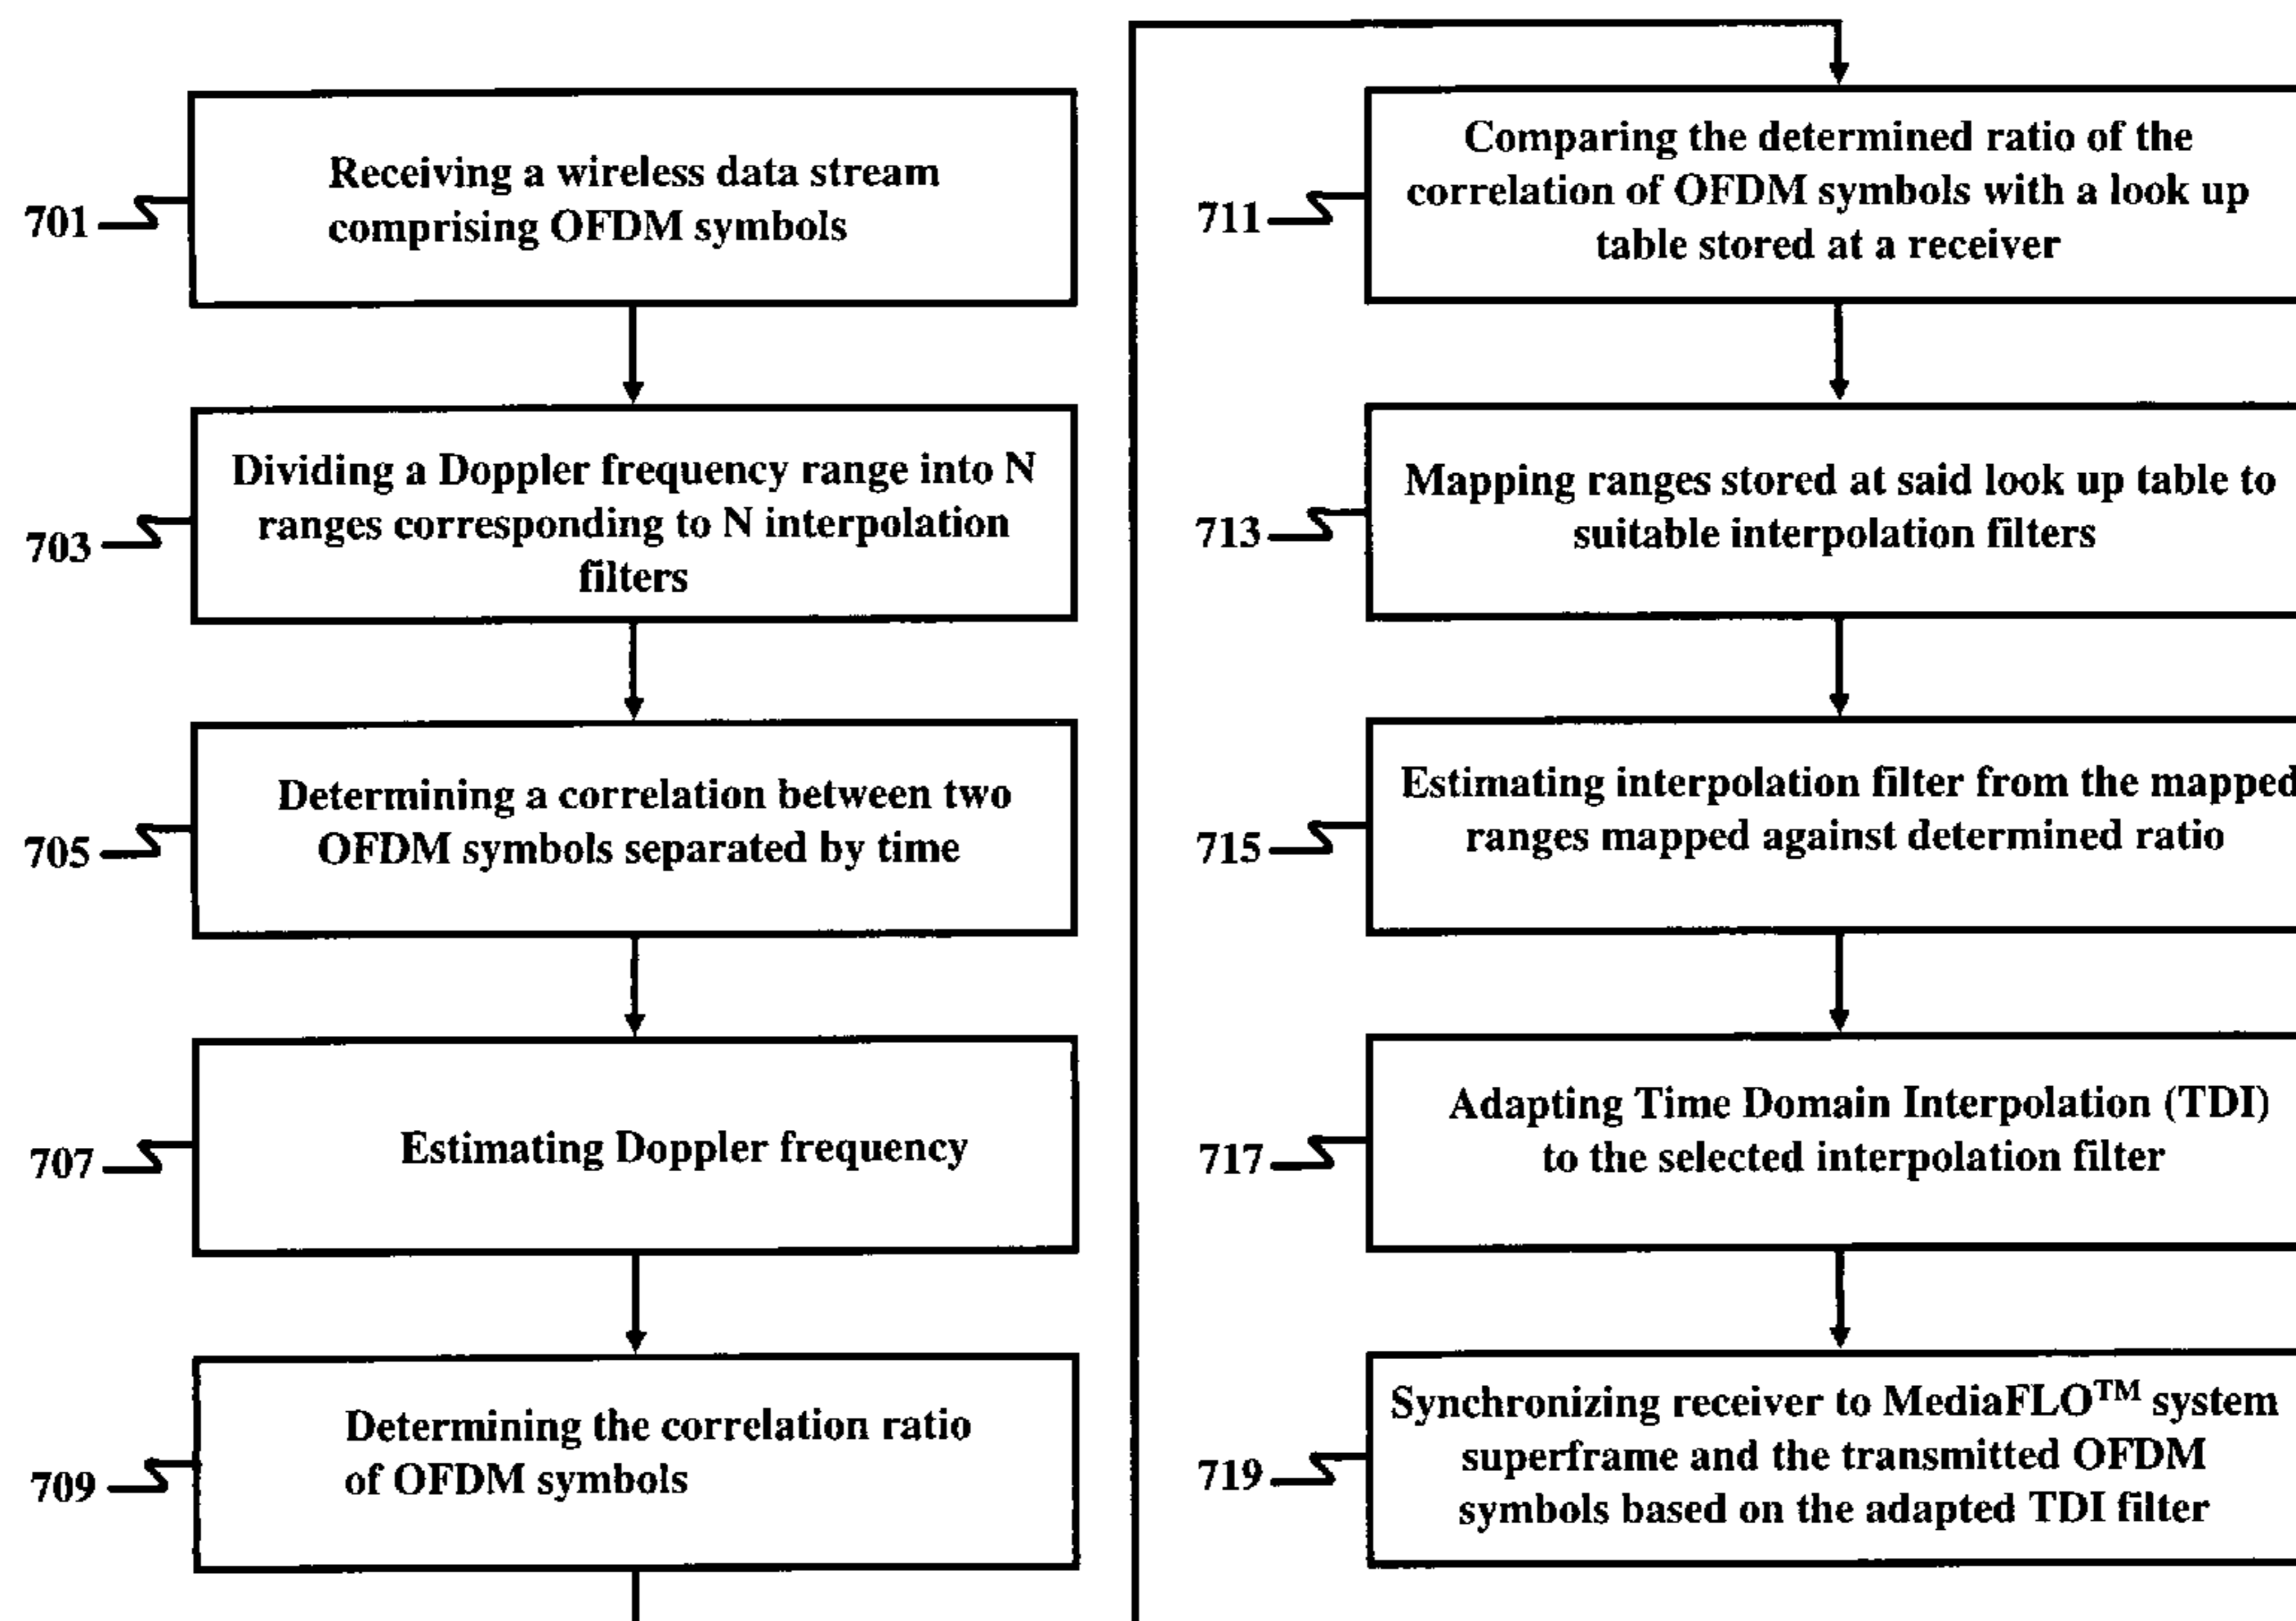 701
Receiving a wireless data stream
comprising OFDM symbols
703
Dividing a Doppler frequency range into N
ranges corresponding to N interpolation
filters
705
Determining a correlation between two
OFDM symbols separated by time
707
Estimating Doppler frequency
709
Determining the correlation ratio
of OFDM symbols
711
Comparing the determined ratio of the
correlation of OFDM symbols with a look up
table stored at a receiver
713
Mapping ranges stored at said look up table to
suitable interpolation filters
715
Estimating interpolation filter from the mapped
ranges mapped against determined ratio
717
Adapting Time Domain Interpolation (TDI)
to the selected interpolation filter
719
Synchronizing receiver to MediaFLO™ system
superframe and the transmitted OFDM
symbols based on the adapted TDI filter